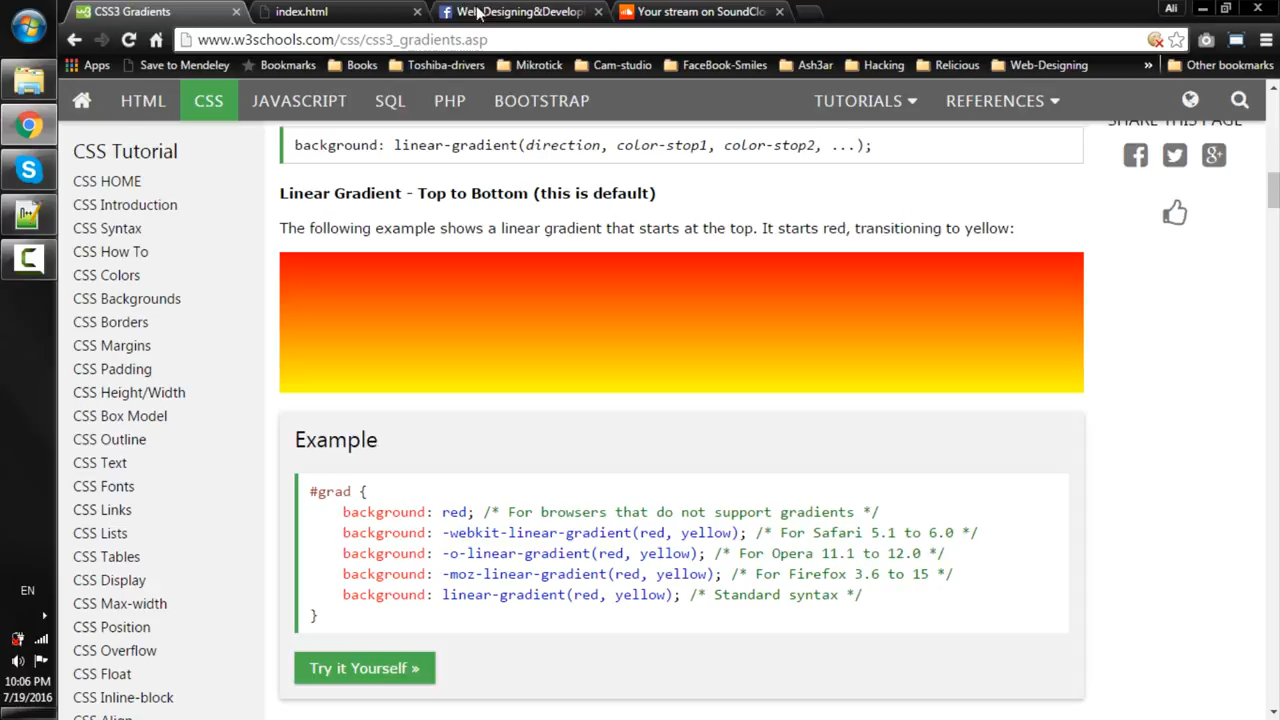 CSS3 Gradients
index.html
WebDesigning&Developi
Your stream on SoundClo
Ali
www.w3schools.com/css/css3_gradients.asp
Apps
Save to Mendeley
Bookmarks
Books
Toshiba-drivers
Mikrotick
Cam-studio
FaceBook-Smiles
Ash3ar
Hacking
Relicious
Web-Designing
»
Other bookmarks
HTML
CSS
JAVASCRIPT
SQL
PHP
BOOTSTRAP
TUTORIALS
REFERENCES
SHARE THIS PAGE
CSS Tutorial
CSS HOME
CSS Introduction
CSS Syntax
CSS How To
CSS Colors
CSS Backgrounds
CSS Borders
CSS Margins
CSS Padding
CSS Height/Width
CSS Box Model
CSS Outline
CSS Text
CSS Fonts
CSS Links
CSS Lists
CSS Tables
CSS Display
CSS Max-width
CSS Position
CSS Overflow
CSS Float
CSS Inline-block
CSS Align
background: linear-gradient(direction, color-stop1, color-stop2, ...);
Linear Gradient - Top to Bottom (this is default)
The following example shows a linear gradient that starts at the top. It starts red, transitioning to yellow:
Example
#grad {
background: red; /* For browsers that do not support gradients */
background: -webkit-linear-gradient(red, yellow); /* For Safari 5.1 to 6.0 */
background: -o-linear-gradient(red, yellow); /* For Opera 11.1 to 12.0 */
background: -moz-linear-gradient(red, yellow); /* For Firefox 3.6 to 15 */
background: linear-gradient(red, yellow); /* Standard syntax */
}
Try it Yourself »
EN
10:06 PM
7/19/2016